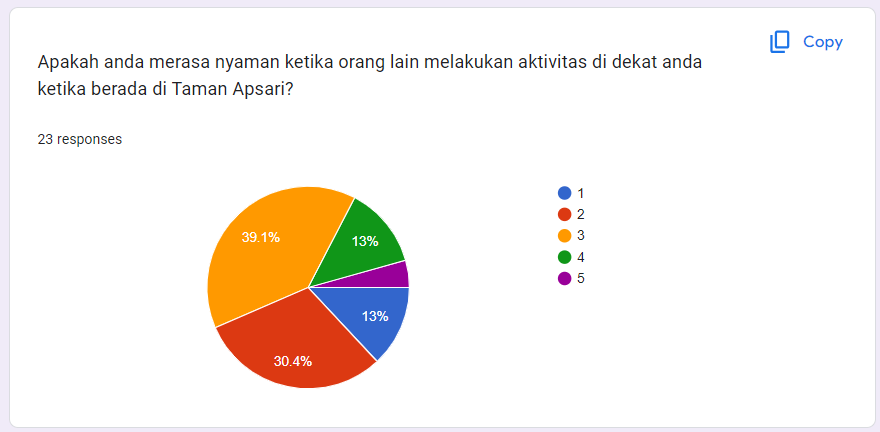 Copy
Apakah anda merasa nyaman ketika orang lain melakukan aktivitas di dekat anda
ketika berada di Taman Apsari?
23 responses
39.1%
13%
13%
30.4%
1
2
3
4
5